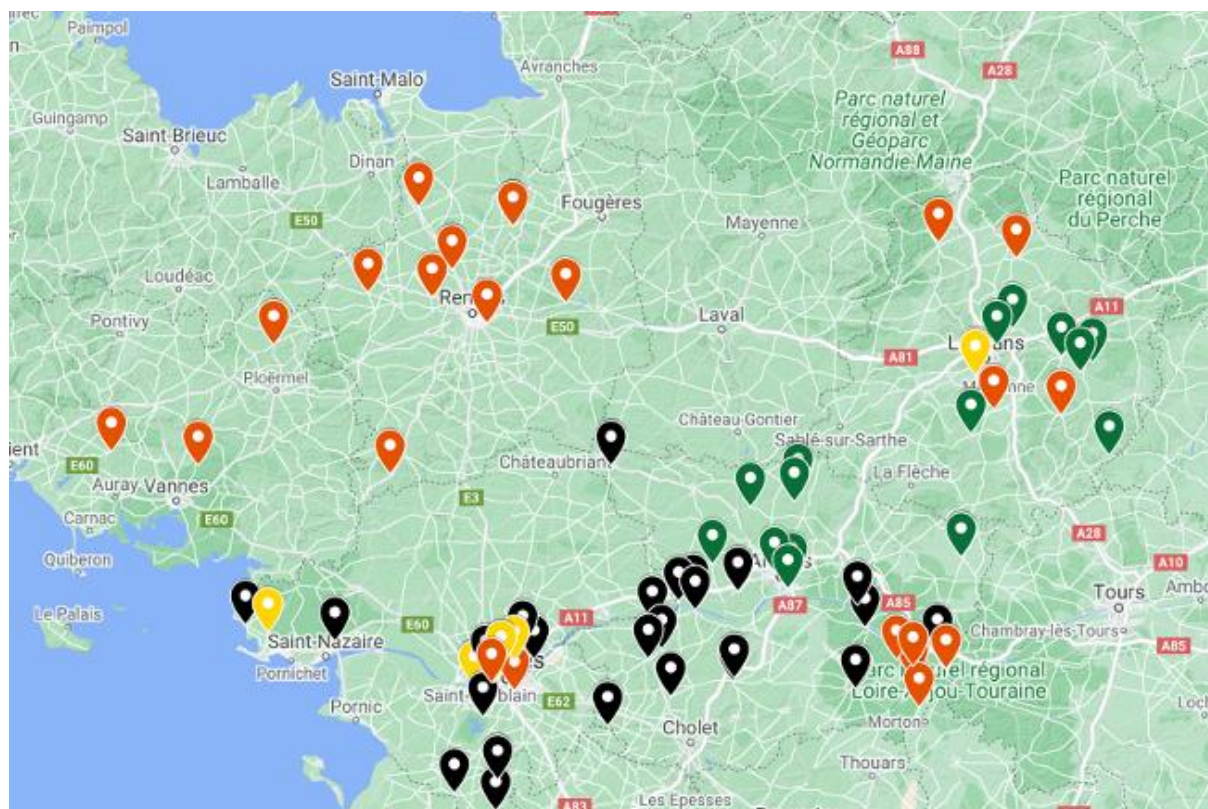 Paimpol
Avranches
A88
A28
Saint-Malo
Guingamp
Saint-Brieuc
Dinan
Parc naturel
régional et
Géoparc
Normandie-Maine
Lamballe
Fougères
Parc naturel
régional
du Perche
E50
Mayenne
Loudéac
A11
Pontivy
E50
Laval
A81
Ploërmel
Château-Gontier
Sablé-sur-Sarthe
E60
Châteaubriant
La Flèche
Auray
Vannes
E3
Carnac
E60
A28
Quiberon
A10
Tours
A87
A85
Le Palais
E60
A11
Chambray-lès-Tours
Saint-Nazaire
A85
Pornichet
Parc naturel régional
Loire-Anjou-Touraine
E62
Pornic
Cholet
Morton
Thouars
A83
Les Epesses